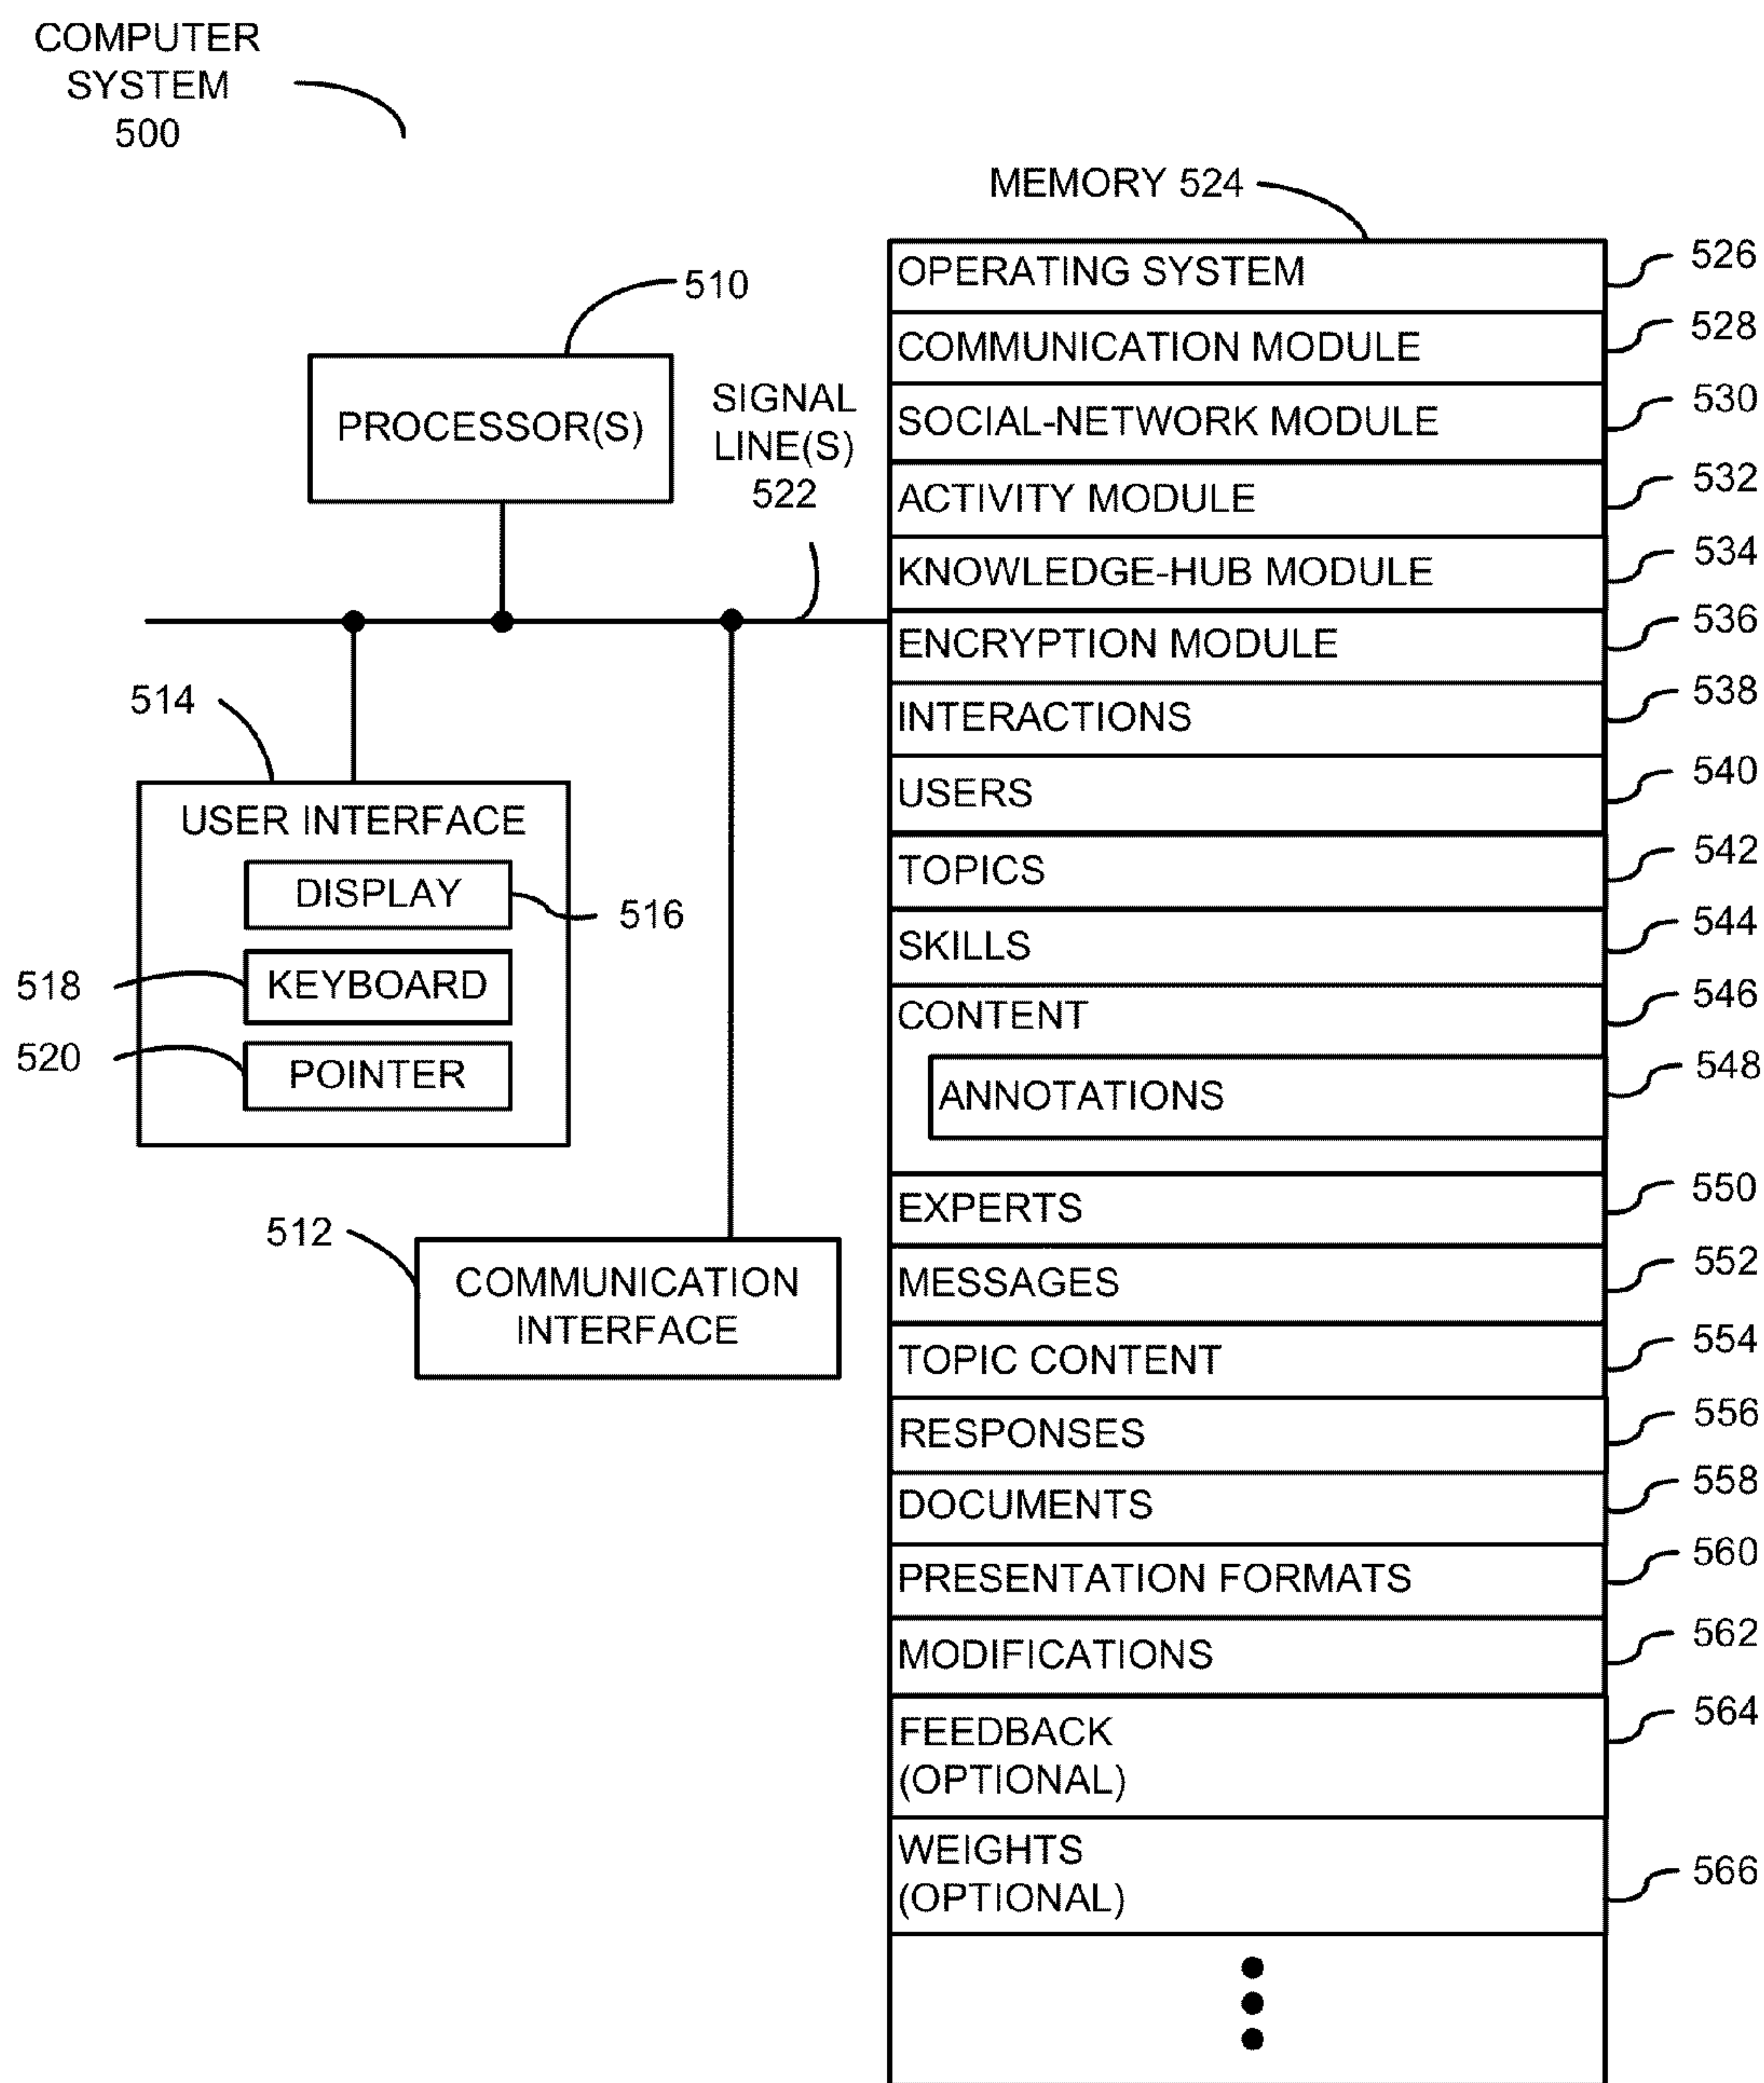 COMPUTER
SYSTEM
500
MEMORY 524
510
PROCESSOR(S)
SIGNAL
LINE(S)
522
514
USER INTERFACE
DISPLAY
516
518
KEYBOARD
520
POINTER
512
COMMUNICATION
INTERFACE
OPERATING SYSTEM 526
COMMUNICATION MODULE 528
SOCIAL-NETWORK MODULE 530
ACTIVITY MODULE 532
KNOWLEDGE-HUB MODULE 534
ENCRYPTION MODULE 536
INTERACTIONS 538
USERS 540
TOPICS 542
SKILLS 544
CONTENT 546
ANNOTATIONS 548
EXPERTS 550
MESSAGES 552
TOPIC CONTENT 554
RESPONSES 556
DOCUMENTS 558
PRESENTATION FORMATS 560
MODIFICATIONS 562
FEEDBACK 564
(OPTIONAL)
WEIGHTS 566
(OPTIONAL)